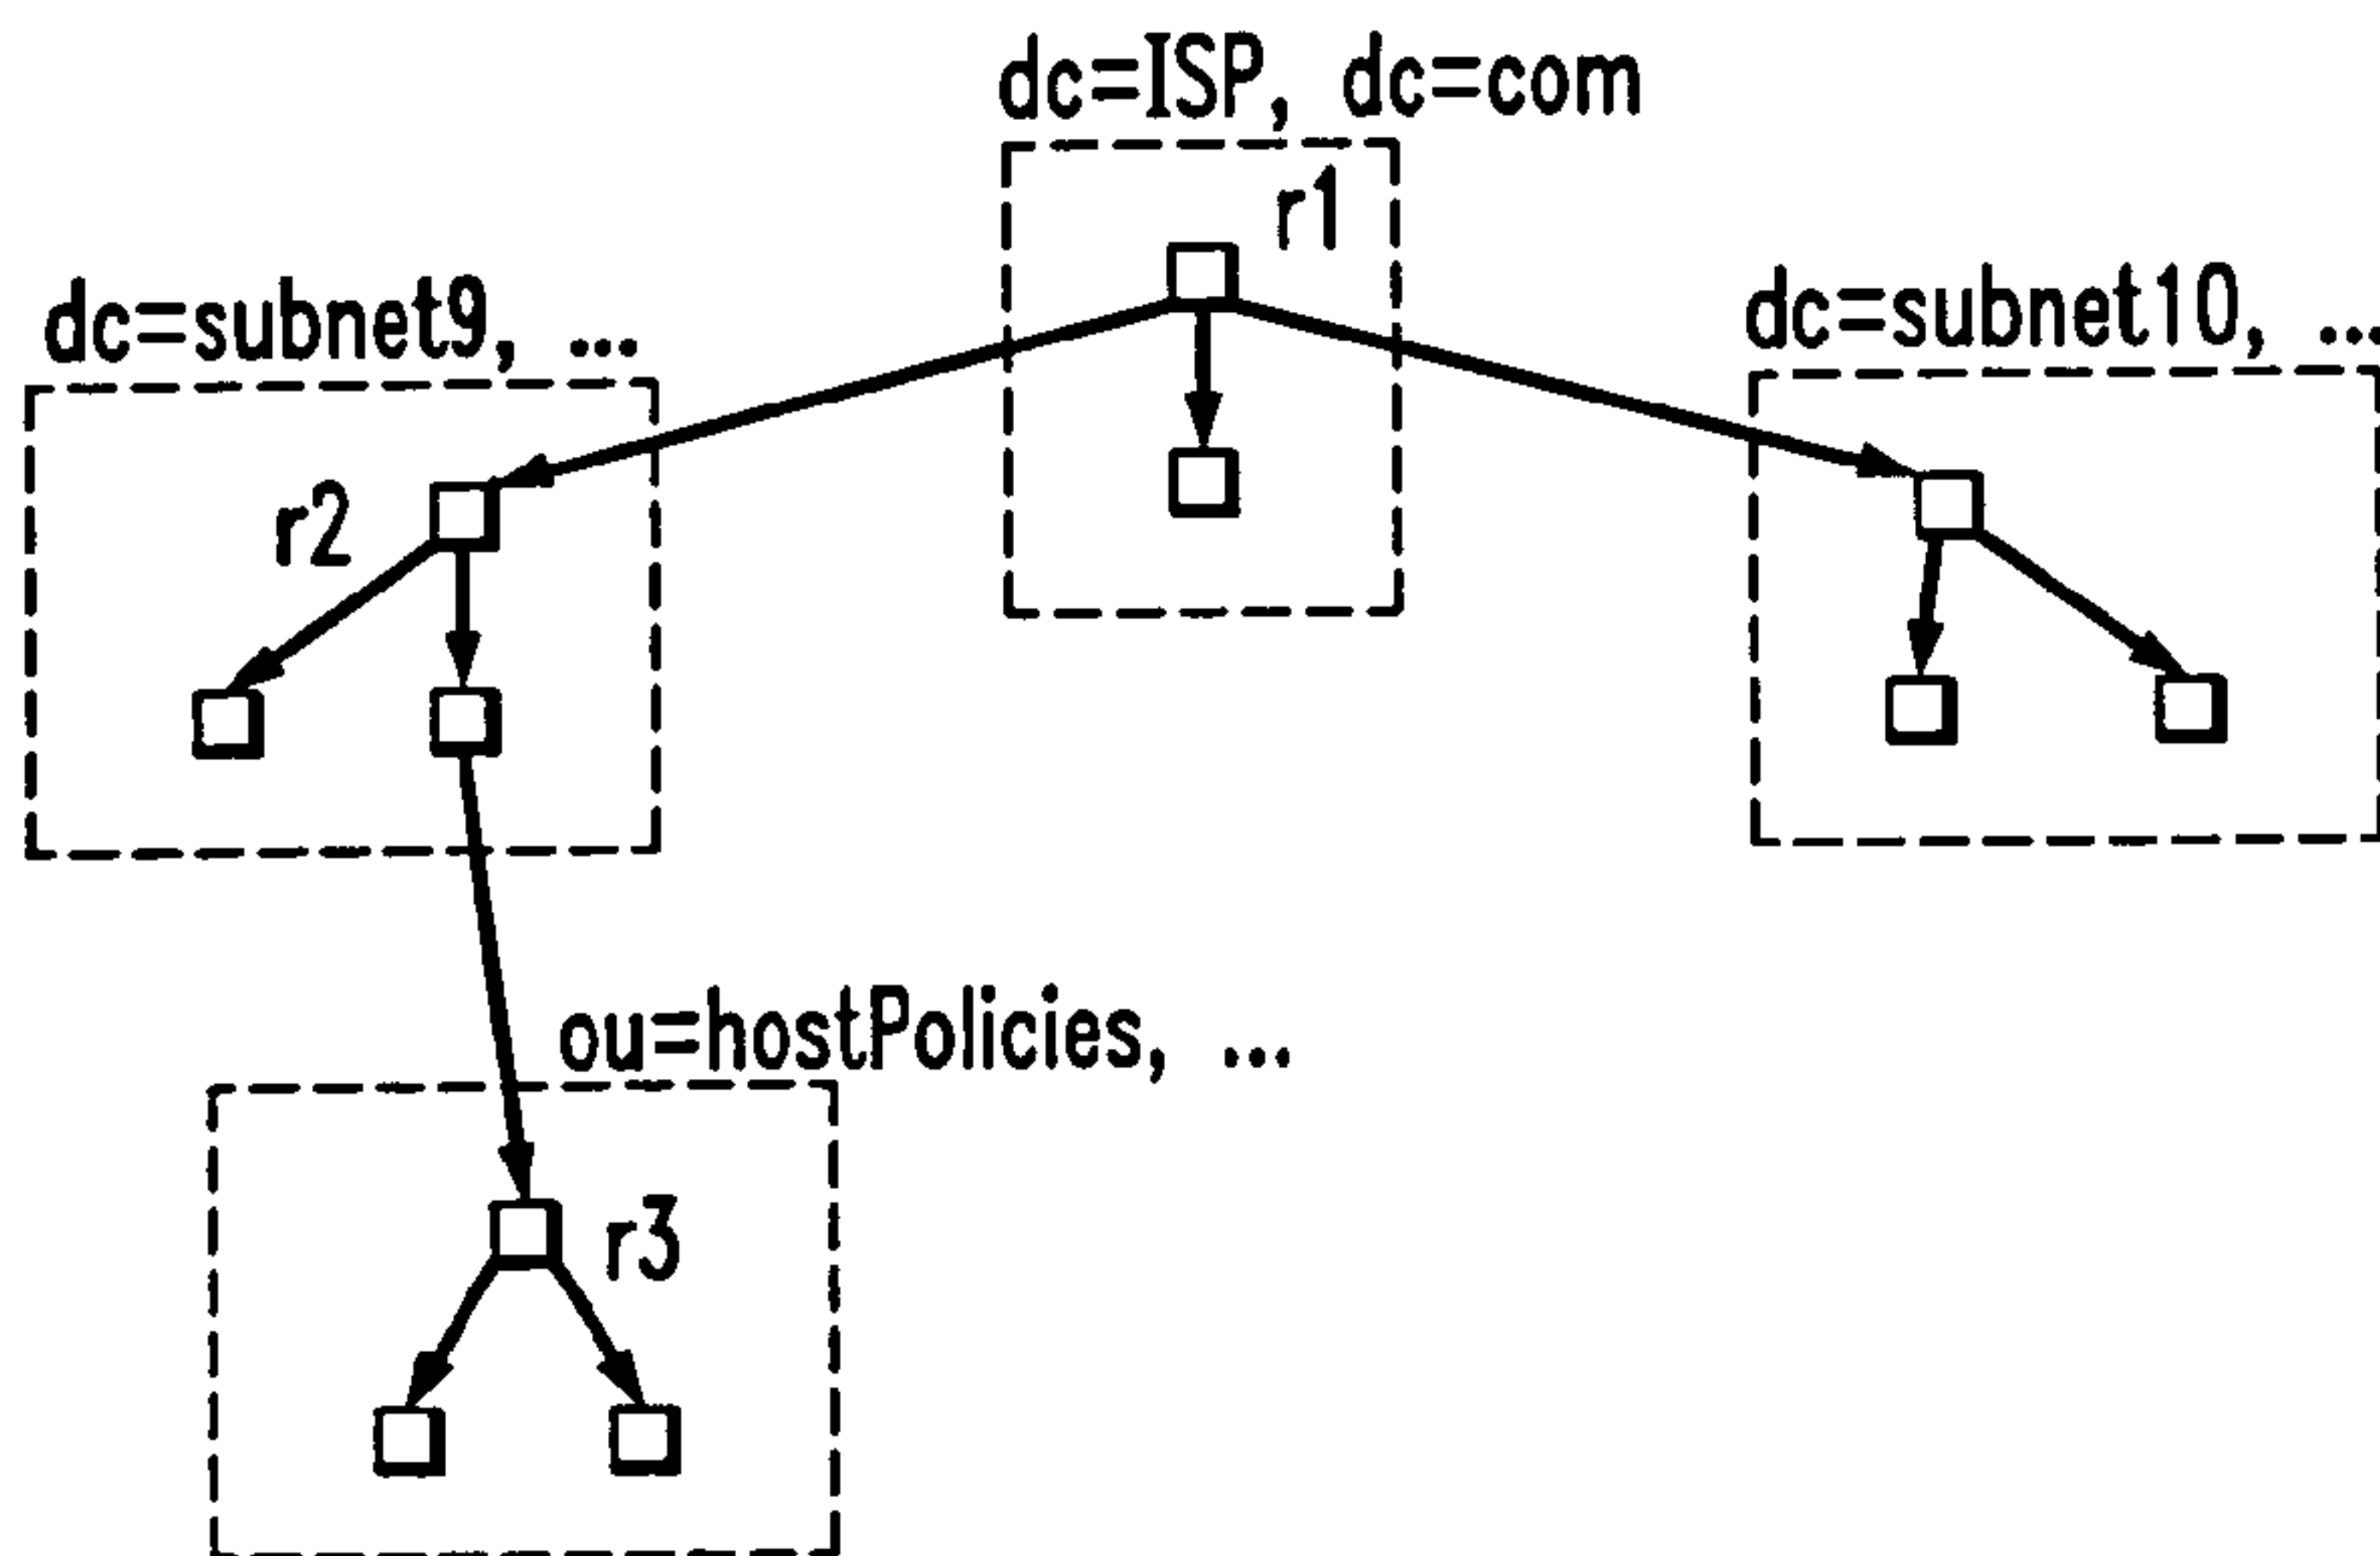 dc=ISP, dc=com
r1
dc=subnet9, ...
dc=subnet10, ...
r2
ou=hostPolicies, ...
r3